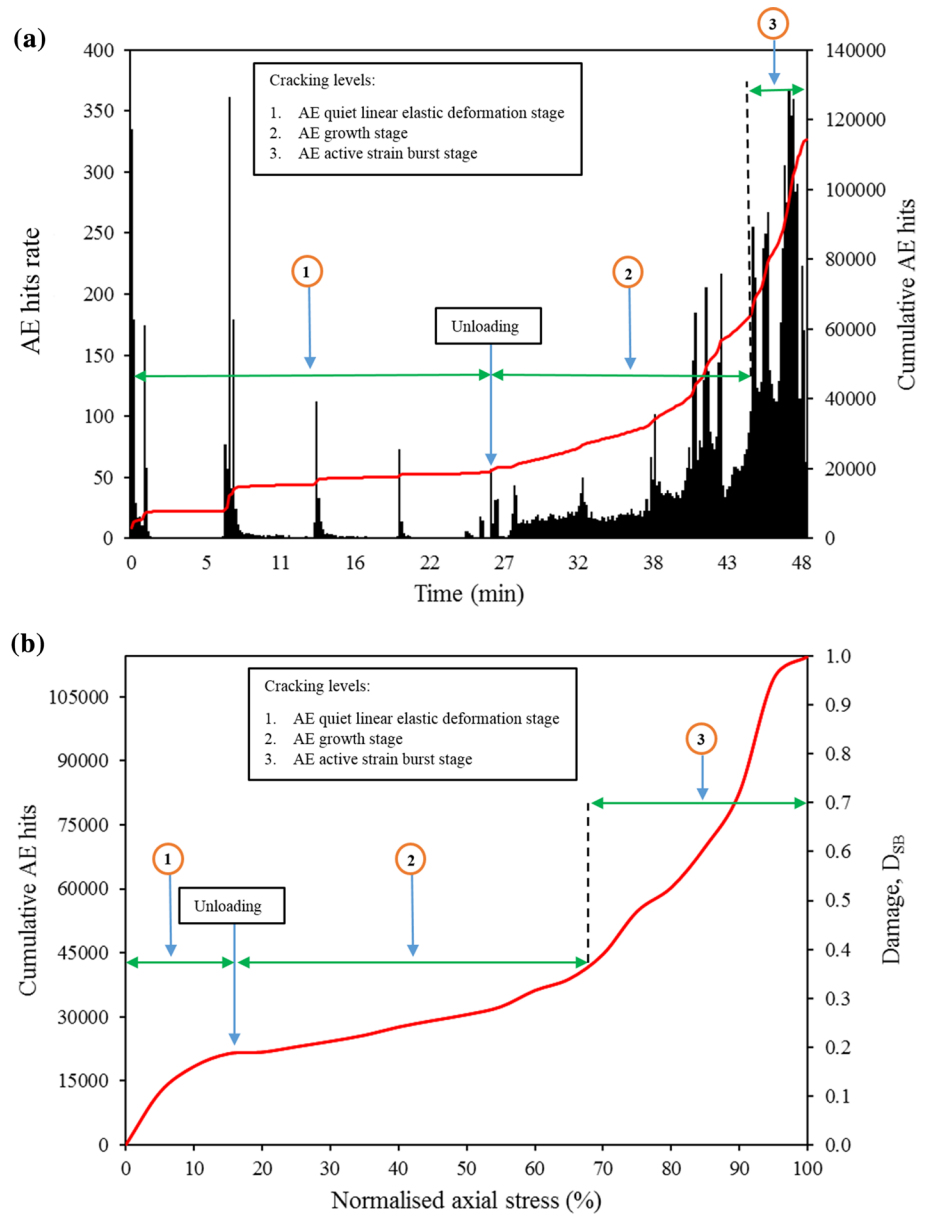 (a)
3
400
350
300
250
200
150
100
50
0
AE hits rate
140000
120000
100000
80000
60000
40000
20000
0
Cumulative AE hits
Cracking levels:
1. AE quiet linear elastic deformation stage
2. AE growth stage
3. AE active strain burst stage
1
2
Unloading
0 5 11 16 22 27 32 38 43 48
Time (min)
(b)
105000
90000
75000
60000
45000
30000
15000
0
Cumulative AE hits
1.0
0.9
0.8
0.7
0.6
0.5
0.4
0.3
0.2
0.1
0.0
Damage, D_SB
Cracking levels:
1. AE quiet linear elastic deformation stage
2. AE growth stage
3. AE active strain burst stage
3
1
2
Unloading
0 10 20 30 40 50 60 70 80 90 100
Normalised axial stress (%)